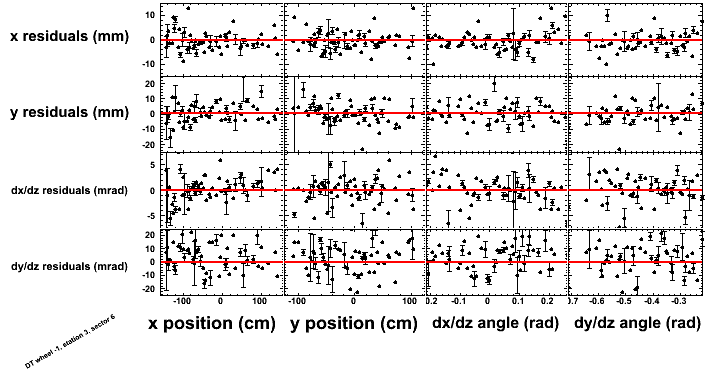 x residuals (mm)
10
0
-10
y residuals (mm)
20
10
0
-10
-20
dx/dz residuals (mrad)
5
0
-5
dy/dz residuals (mrad)
20
10
0
-10
-20
-100 0 100 -100 0 100 0.2 -0.1 0 0.1 0.2 0.7 -0.6 -0.5 -0.4 -0.3
x position (cm) y position (cm) dx/dz angle (rad) dy/dz angle (rad)
DT wheel -1, station 3, sector 6